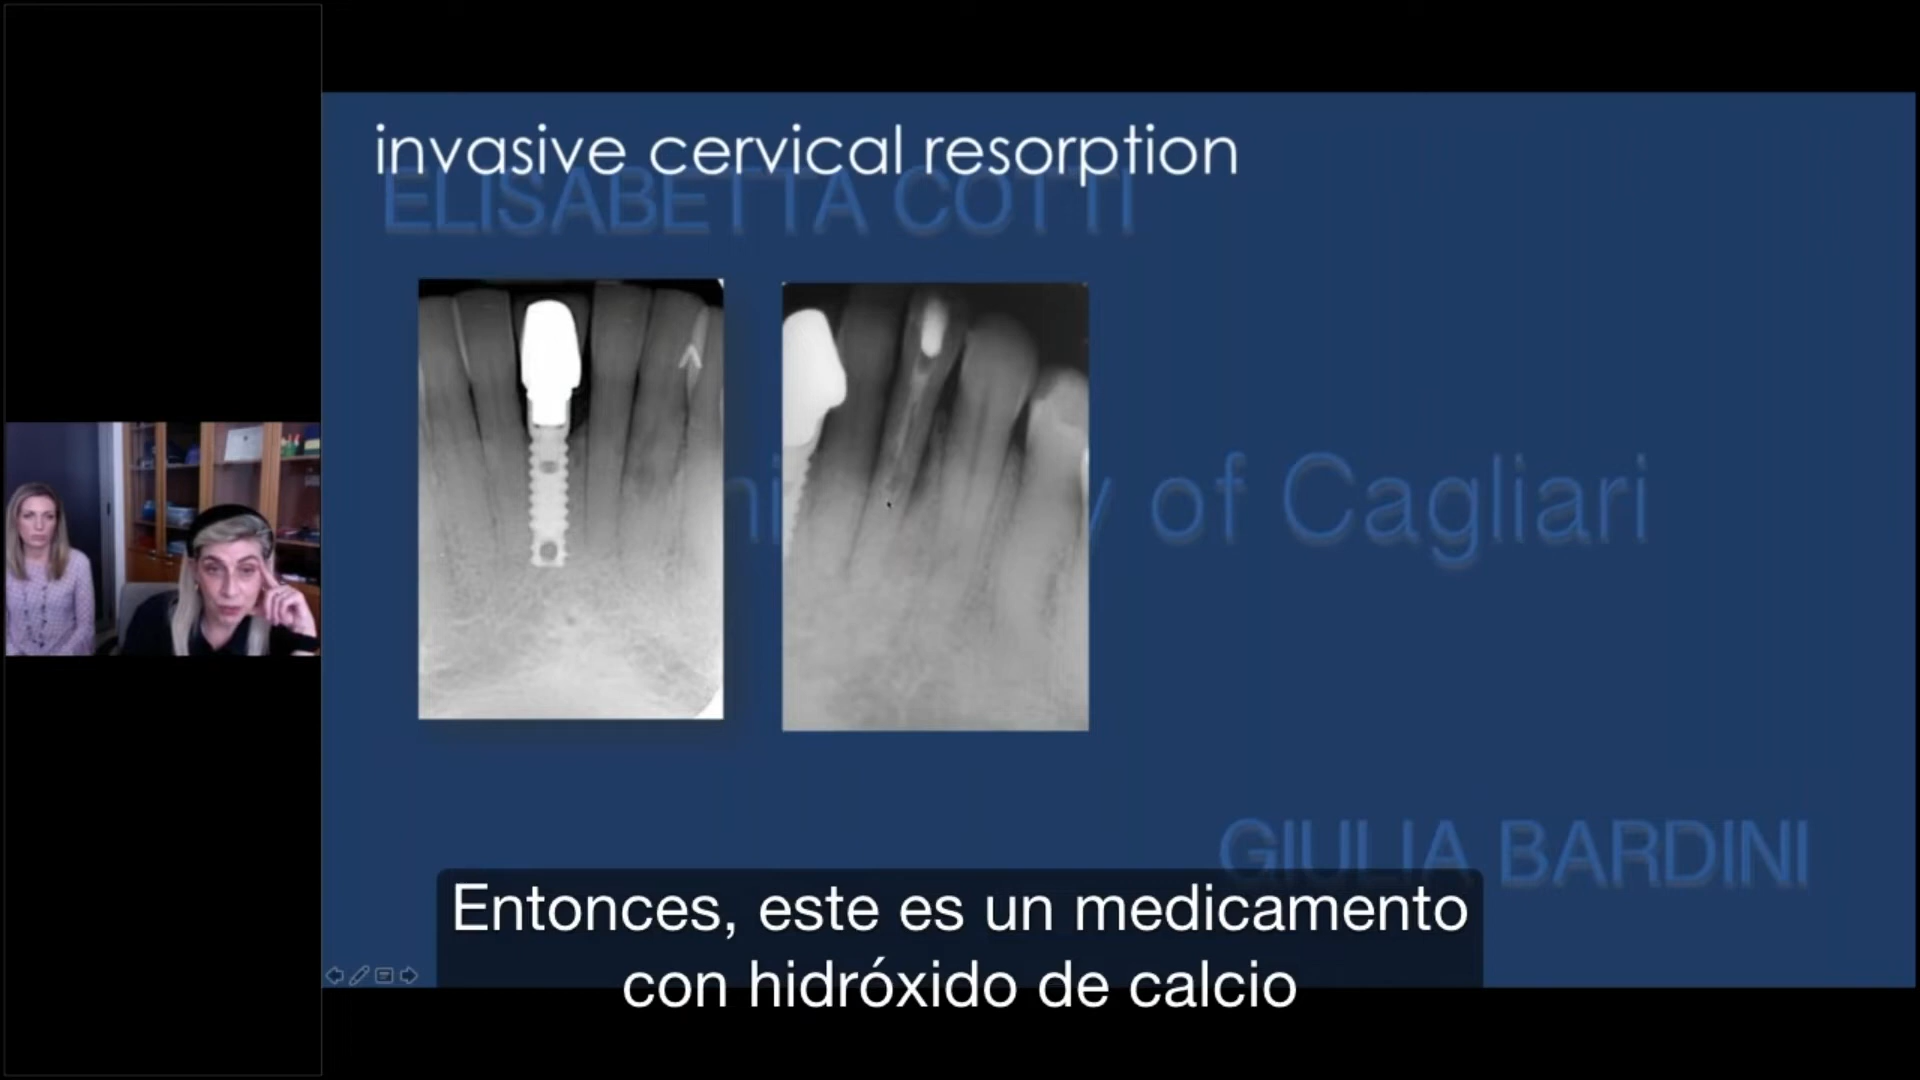 invasive cervical resorption
ELISABETTA COTTI
of Cagliari
GIULIA BARDINI
Entonces, este es un medicamento
con hidróxido de calcio